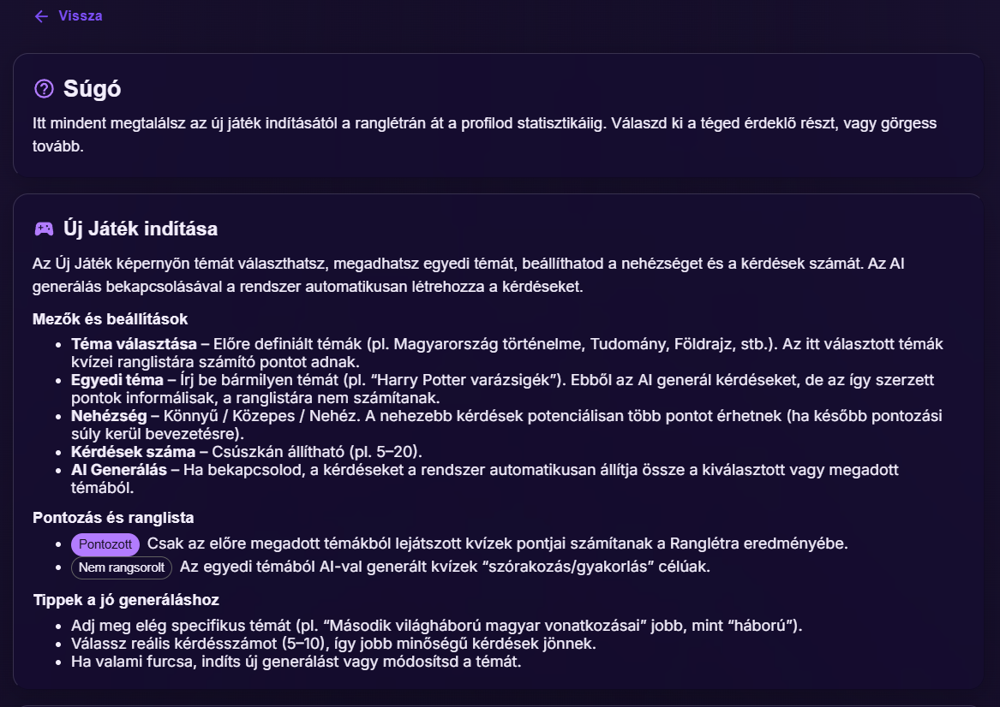 Vissza
Súgó
Itt mindent megtalálsz az új játék indításától a ranglétrán át a profilod statisztikáiig. Válaszd ki a téged érdeklő részt, vagy görgess
tovább.
Új Játék indítása
Az Új Játék képernyőn témát választhatsz, megadhatsz egyedi témát, beállíthatod a nehézséget és a kérdések számát. Az AI
generálás bekapcsolásával a rendszer automatikusan létrehozza a kérdéseket.
Mezők és beállítások
• Téma választása – Előre definiált témák (pl. Magyarország történelme, Tudomány, Földrajz, stb.). Az itt választott témák
kvízei ranglistára számító pontot adnak.
• Egyedi téma – Írj be bármilyen témát (pl. “Harry Potter varázsigék”). Ebből az AI generál kérdéseket, de az így szerzett
pontok informálisak, a ranglistára nem számítanak.
• Nehézség – Könnyű / Közepes / Nehéz. A nehezebb kérdések potenciálisan több pontot érhetnek (ha később pontozási
súly kerül bevezetésre).
• Kérdések száma – Csúszkán állítható (pl. 5–20).
• AI Generálás – Ha bekapcsolod, a kérdéseket a rendszer automatikusan állítja össze a kiválasztott vagy megadott
témából.
Pontozás és ranglista
• Pontozott Csak az előre megadott témákból lejátszott kvízek pontjai számítanak a Ranglétra eredményébe.
• Nem rangsorolt Az egyedi témából AI-val generált kvízek “szórakozás/gyakorlás” célúak.
Tippek a jó generáláshoz
• Adj meg elég specifikus témát (pl. “Második világháború magyar vonatkozásai” jobb, mint “háború”).
• Válassz reális kérdésszámot (5–10), így jobb minőségű kérdések jönnek.
• Ha valami furcsa, indíts új generálást vagy módosítsd a témát.